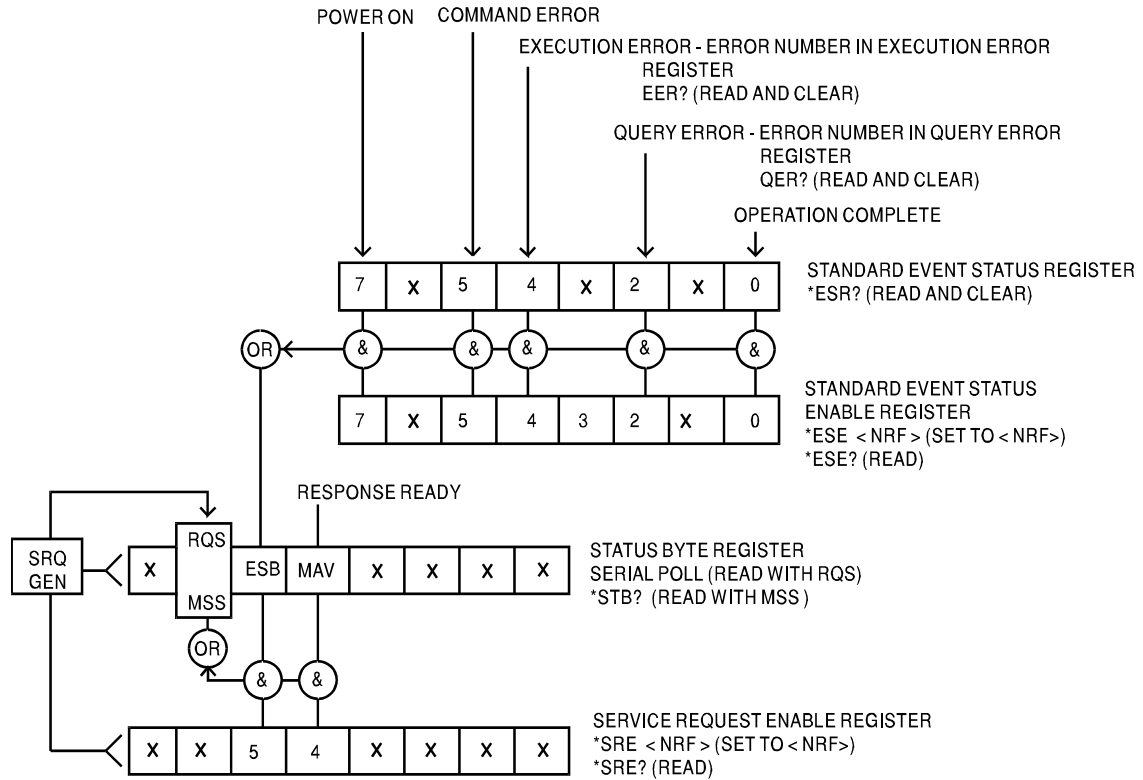 POWER ON COMMAND ERROR
EXECUTION ERROR - ERROR NUMBER IN EXECUTION ERROR
REGISTER
EER? (READ AND CLEAR)
QUERY ERROR - ERROR NUMBER IN QUERY ERROR
REGISTER
QER? (READ AND CLEAR)
OPERATION COMPLETE
7 X 5 4 X 2 X 0
STANDARD EVENT STATUS REGISTER
*ESR? (READ AND CLEAR)
OR & & & & &
7 X 5 4 3 2 X 0
STANDARD EVENT STATUS
ENABLE REGISTER
*ESE < NRF > (SET TO < NRF>)
*ESE? (READ)
RESPONSE READY
SRQ
GEN
X RQS ESB MAV X X X X
MSS
STATUS BYTE REGISTER
SERIAL POLL (READ WITH RQS)
*STB? (READ WITH MSS )
OR
& &
X X 5 4 X X X X
SERVICE REQUEST ENABLE REGISTER
*SRE < NRF > (SET TO < NRF>)
*SRE? (READ)